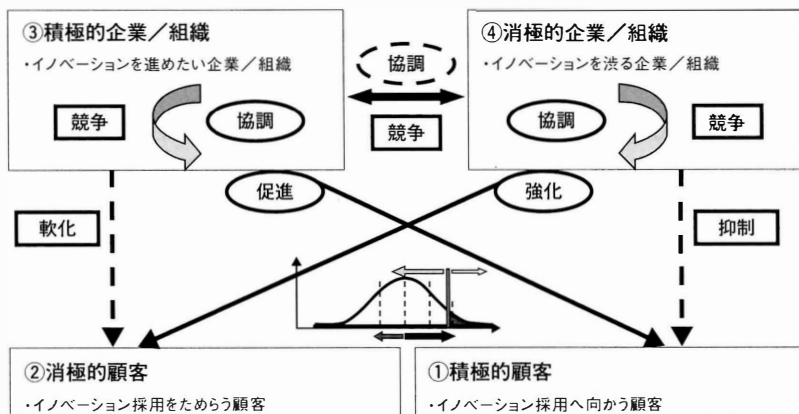 ③積極的企業／組織
・イノベーションを進めたい企業／組織
競争
協調
協調
競争
④消極的企業／組織
・イノベーションを渋る企業／組織
協調
競争
促進
強化
軟化
抑制
②消極的顧客
・イノベーション採用をためらう顧客
①積極的顧客
・イノベーション採用へ向かう顧客